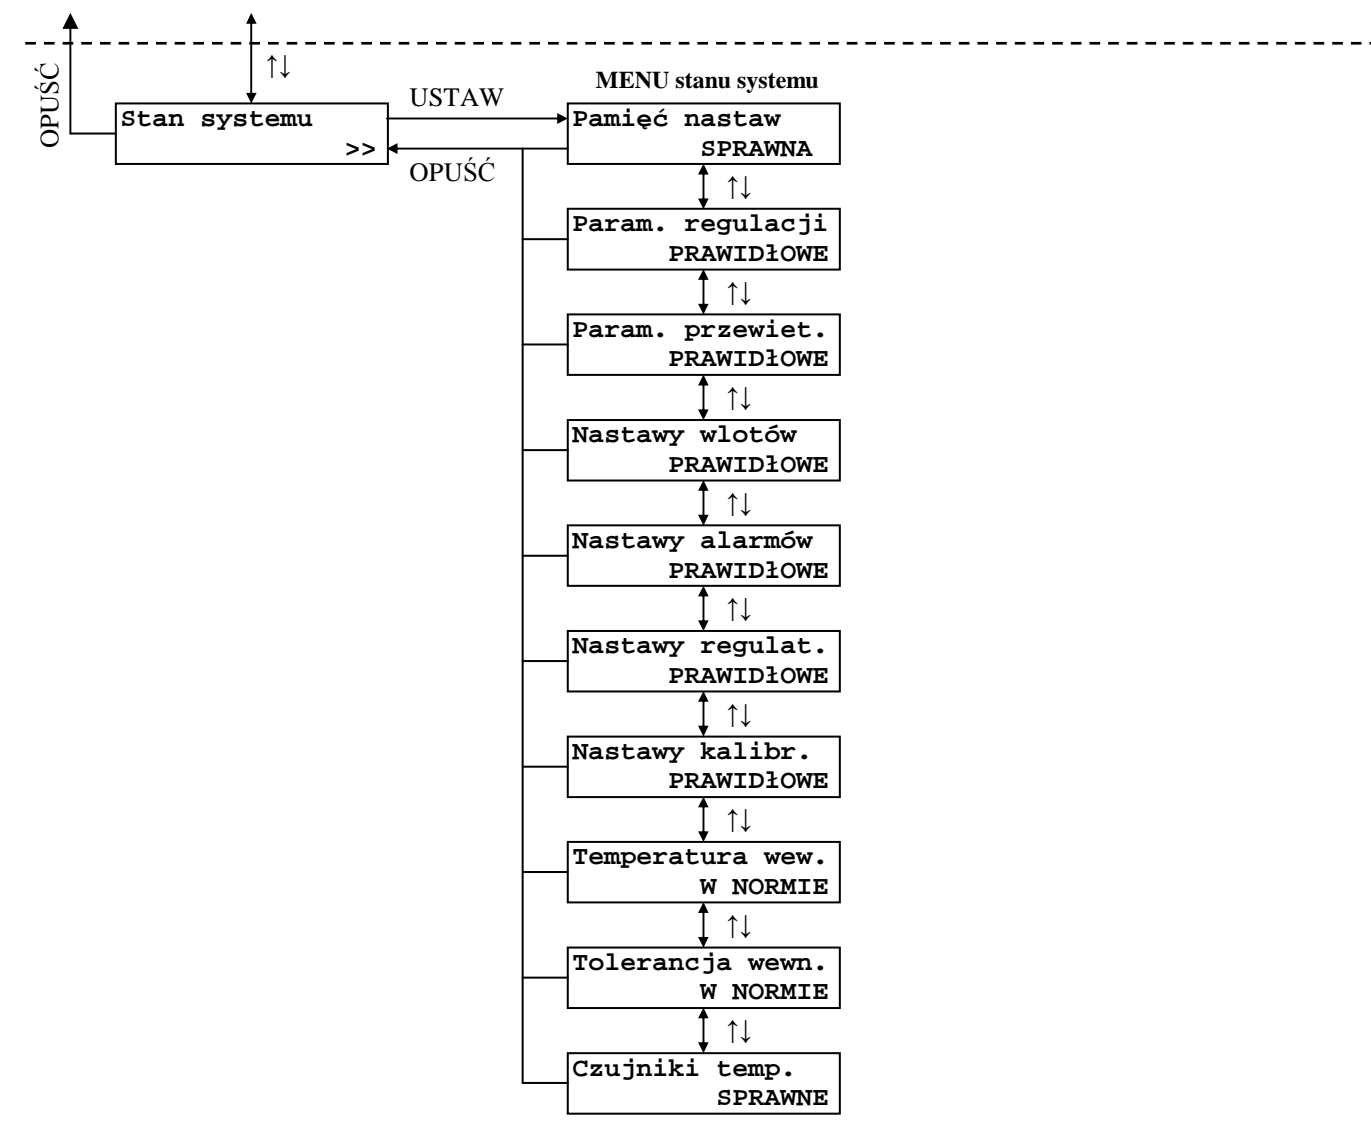 OPUŚĆ
↑↓
MENU stanu systemu
Stan systemu
>>
USTAW
OPUŚĆ
Pamięć nastaw
SPRAWNA
↑↓
Param. regulacji
PRAWIDłOWE
↑↓
Param. przewiet.
PRAWIDłOWE
↑↓
Nastawy wlotów
PRAWIDłOWE
↑↓
Nastawy alarmów
PRAWIDłOWE
↑↓
Nastawy regulat.
PRAWIDłOWE
↑↓
Nastawy kalibr.
PRAWIDłOWE
↑↓
Temperatura wew.
W NORMIE
↑↓
Tolerancja wewn.
W NORMIE
↑↓
Czujniki temp.
SPRAWNE